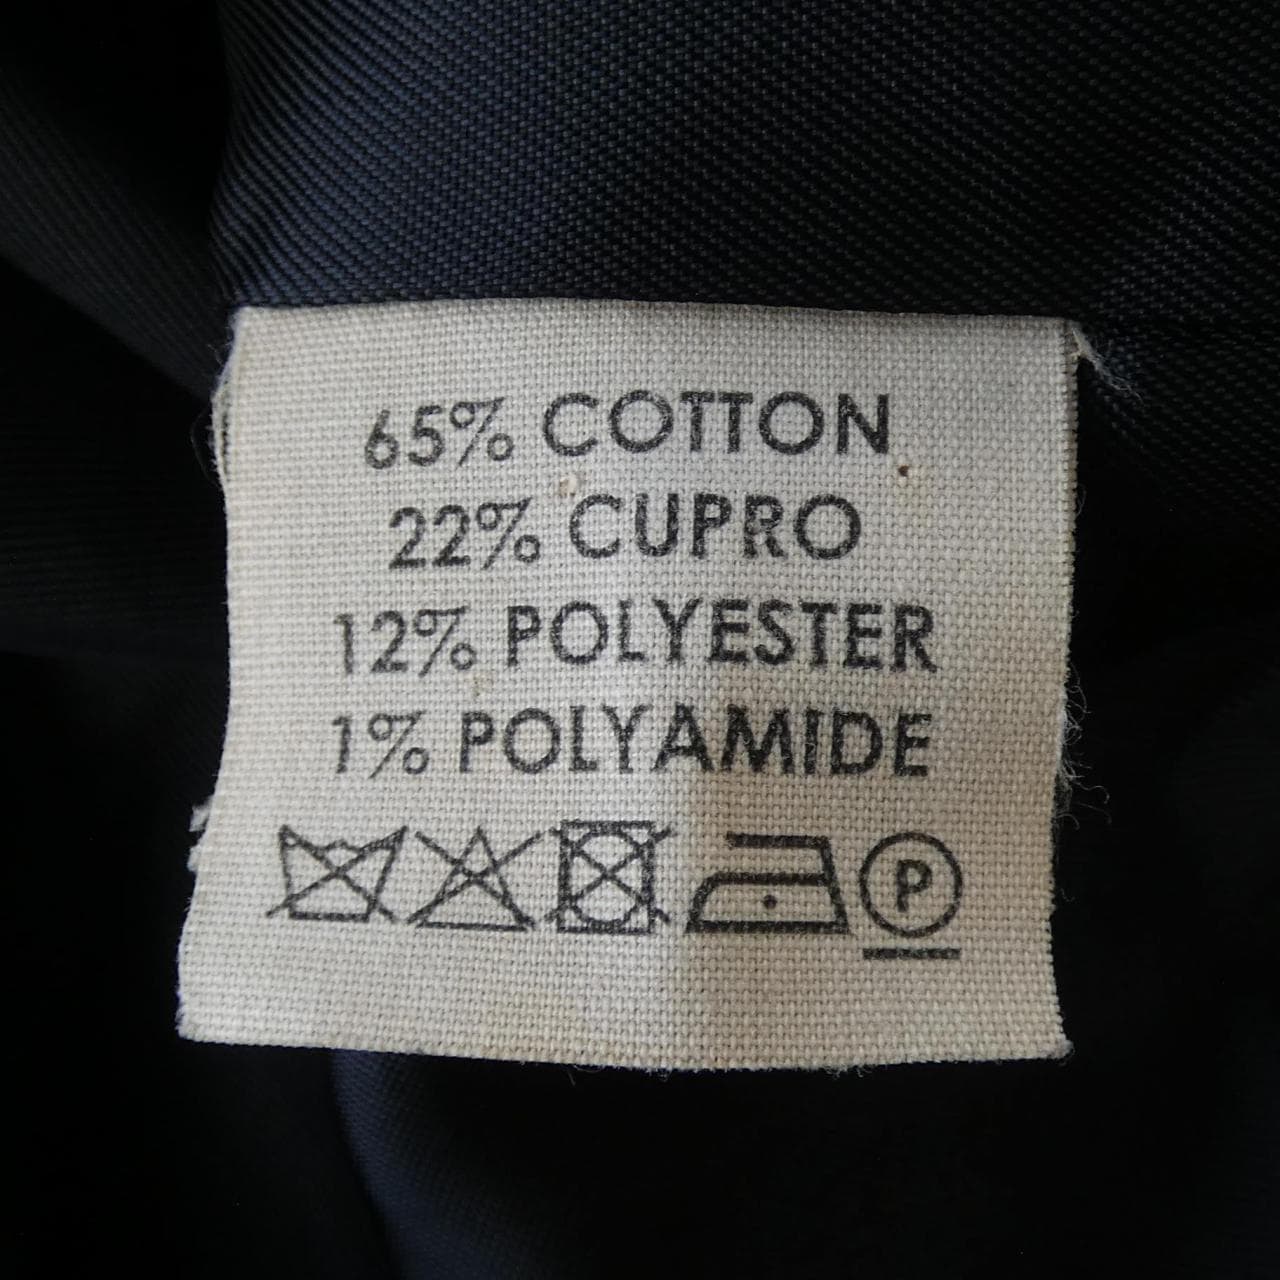 65% COTTON
22% CUPRO
12% POLYESTER
1% POLYAMIDE
P